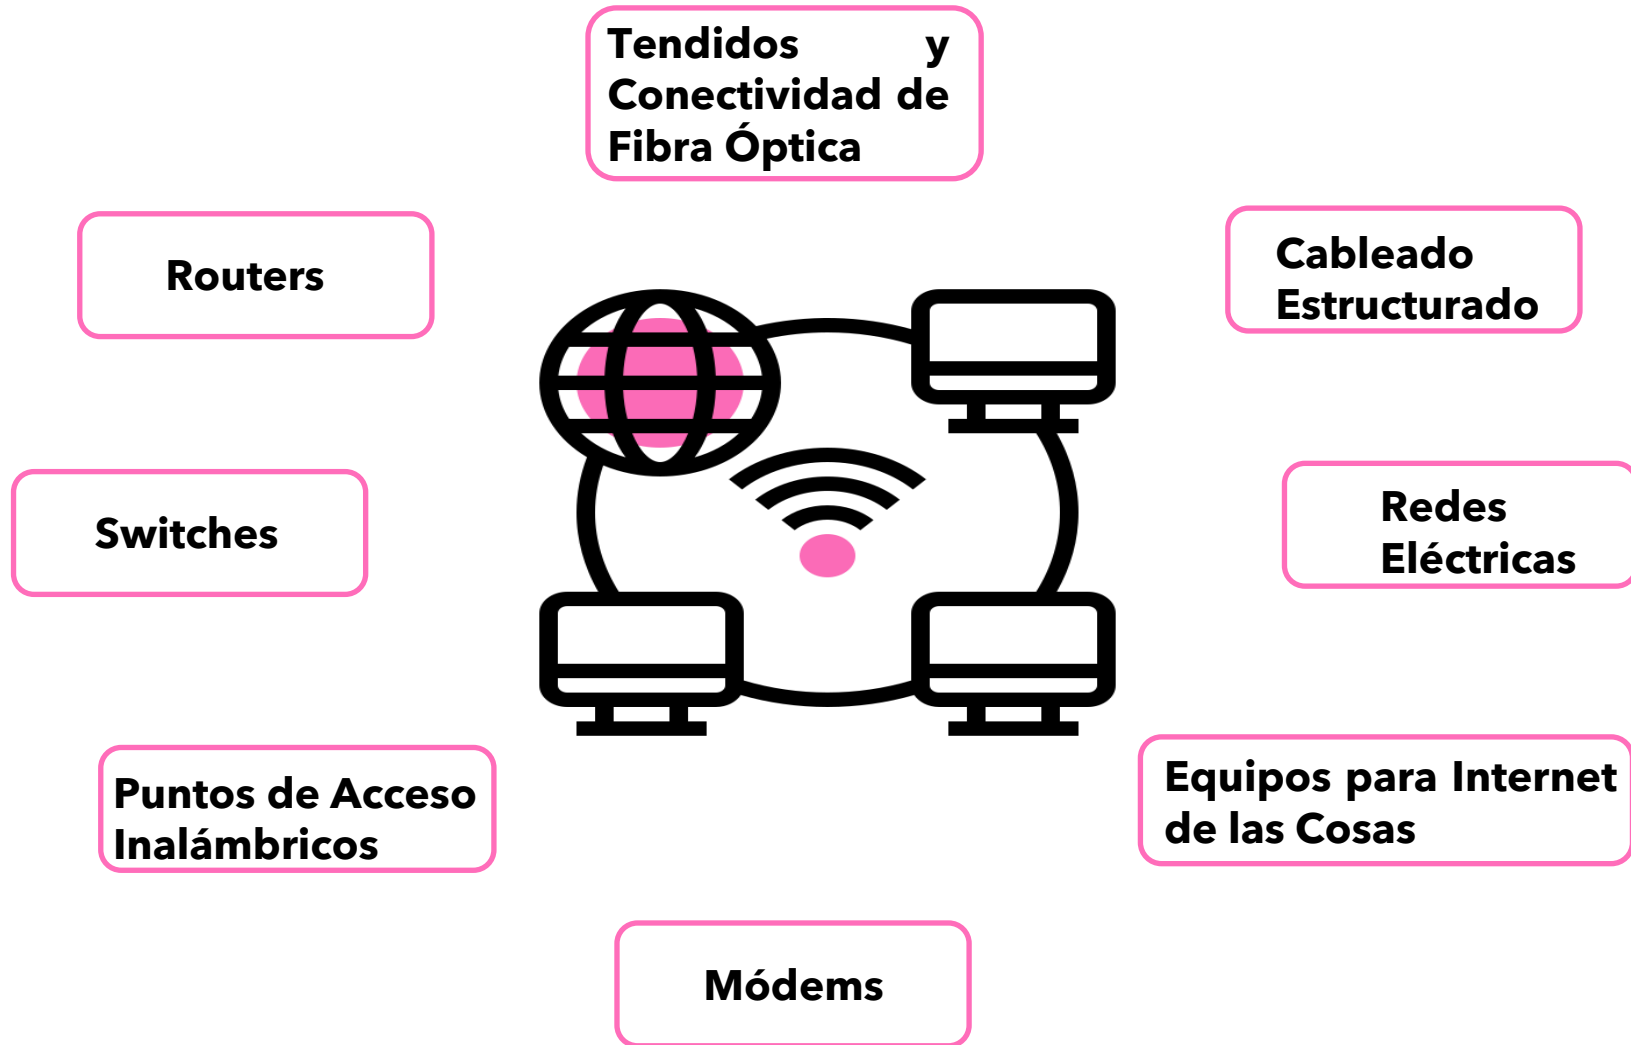 Tendidos y
Conectividad de
Fibra Óptica
Routers
Cableado
Estructurado
Switches
Redes
Eléctricas
Puntos de Acceso
Inalámbricos
Equipos para Internet
de las Cosas
Módems